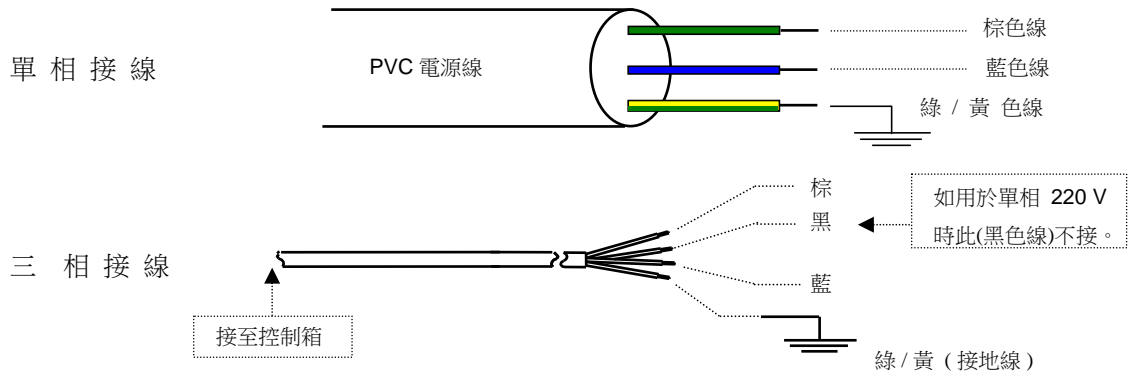 單相接線
PVC 電源線
棕色線
藍色線
綠 / 黃 色線
三 相接線
接至控制箱
棕
黑
藍
綠 / 黃 ( 接地線 )
如用於單相 220 V
時此(黑色線)不接。